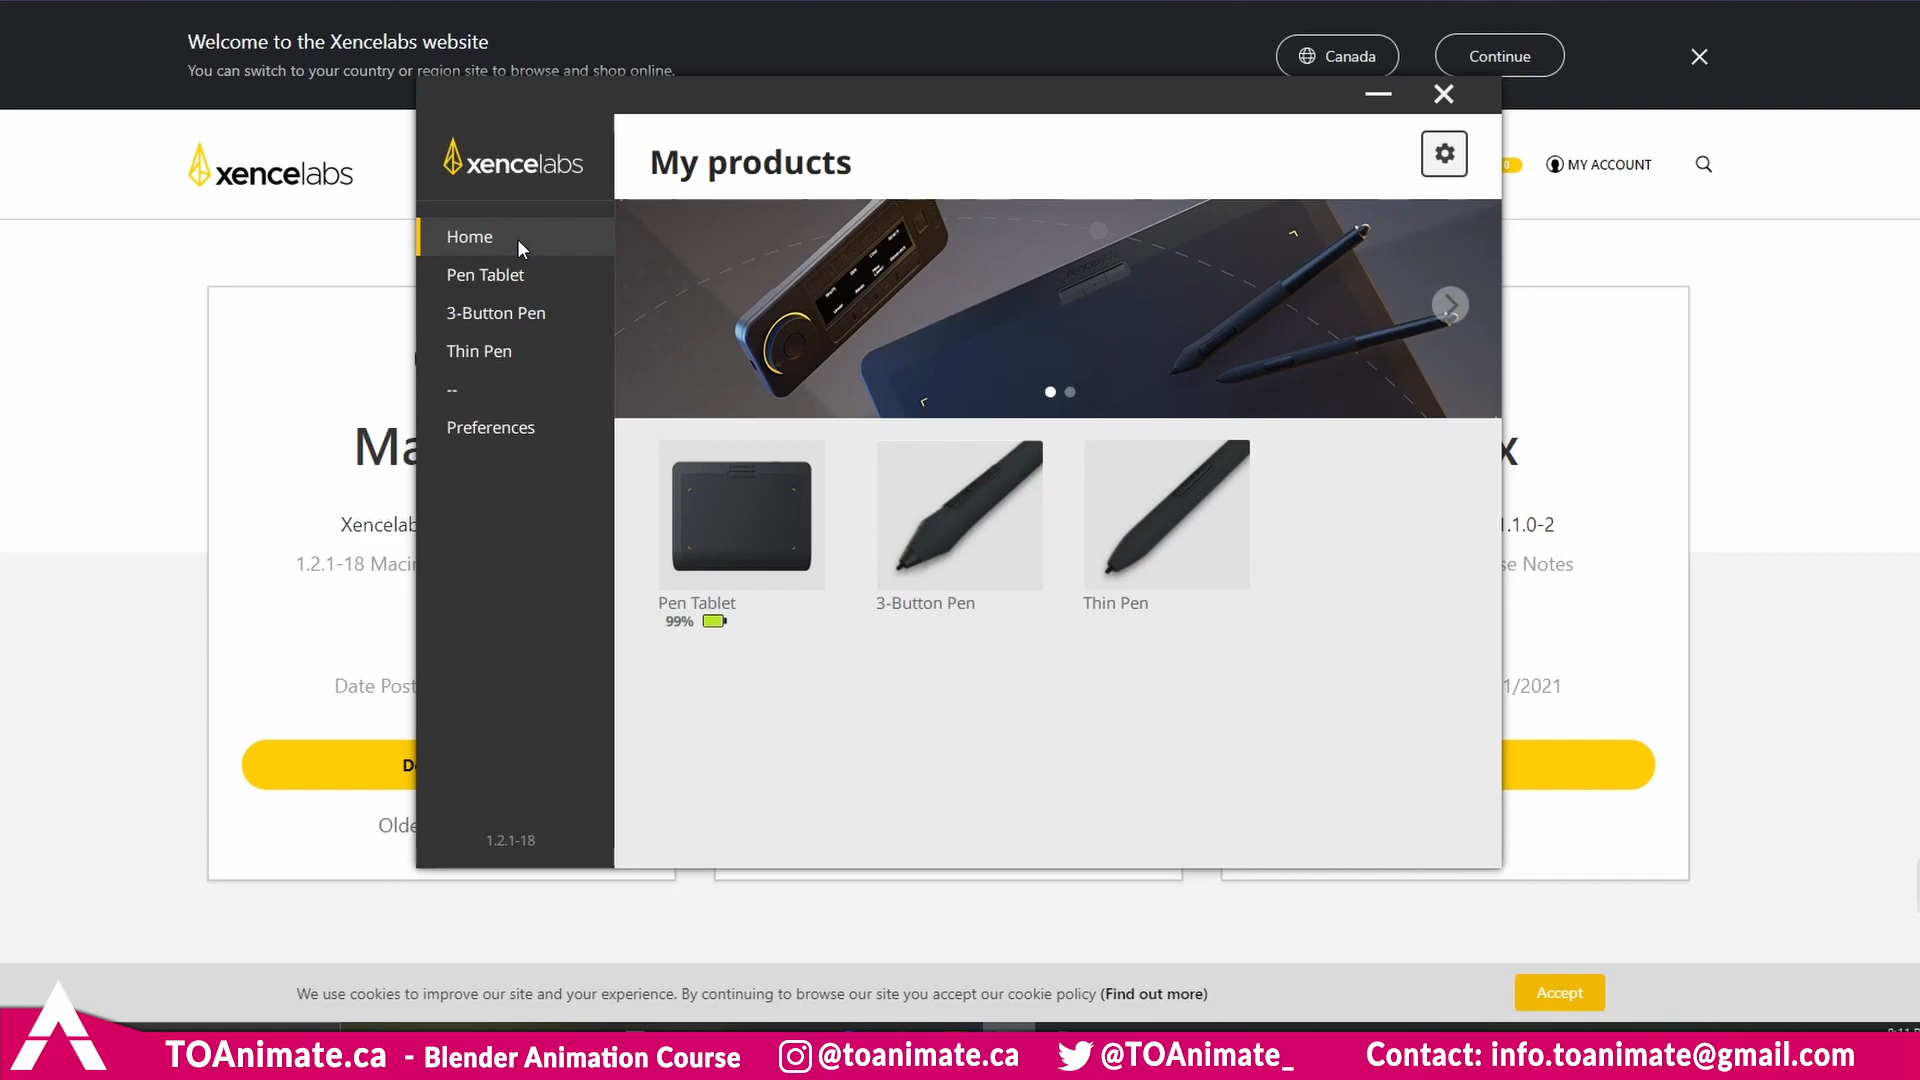 Welcome to the Xencelabs website
You can switch to your country or region site to browse and shop online.
Canada
Continue
xencelabs
0
MY ACCOUNT
xencelabs
My products
Home
Pen Tablet
3-Button Pen
Thin Pen
--
Preferences
Pen Tablet
3-Button Pen
Thin Pen
99%
1.2.1-18
Ma
x
Xencelab
1.1.0-2
1.2.1-18 Macin
se Notes
Date Post
1/2021
D
Olde
We use cookies to improve our site and your experience. By continuing to browse our site you accept our cookie policy (Find out more)
Accept
TOAnimate.ca - Blender Animation Course
@toanimate.ca
@TOAnimate_
Contact: info.toanimate@gmail.com